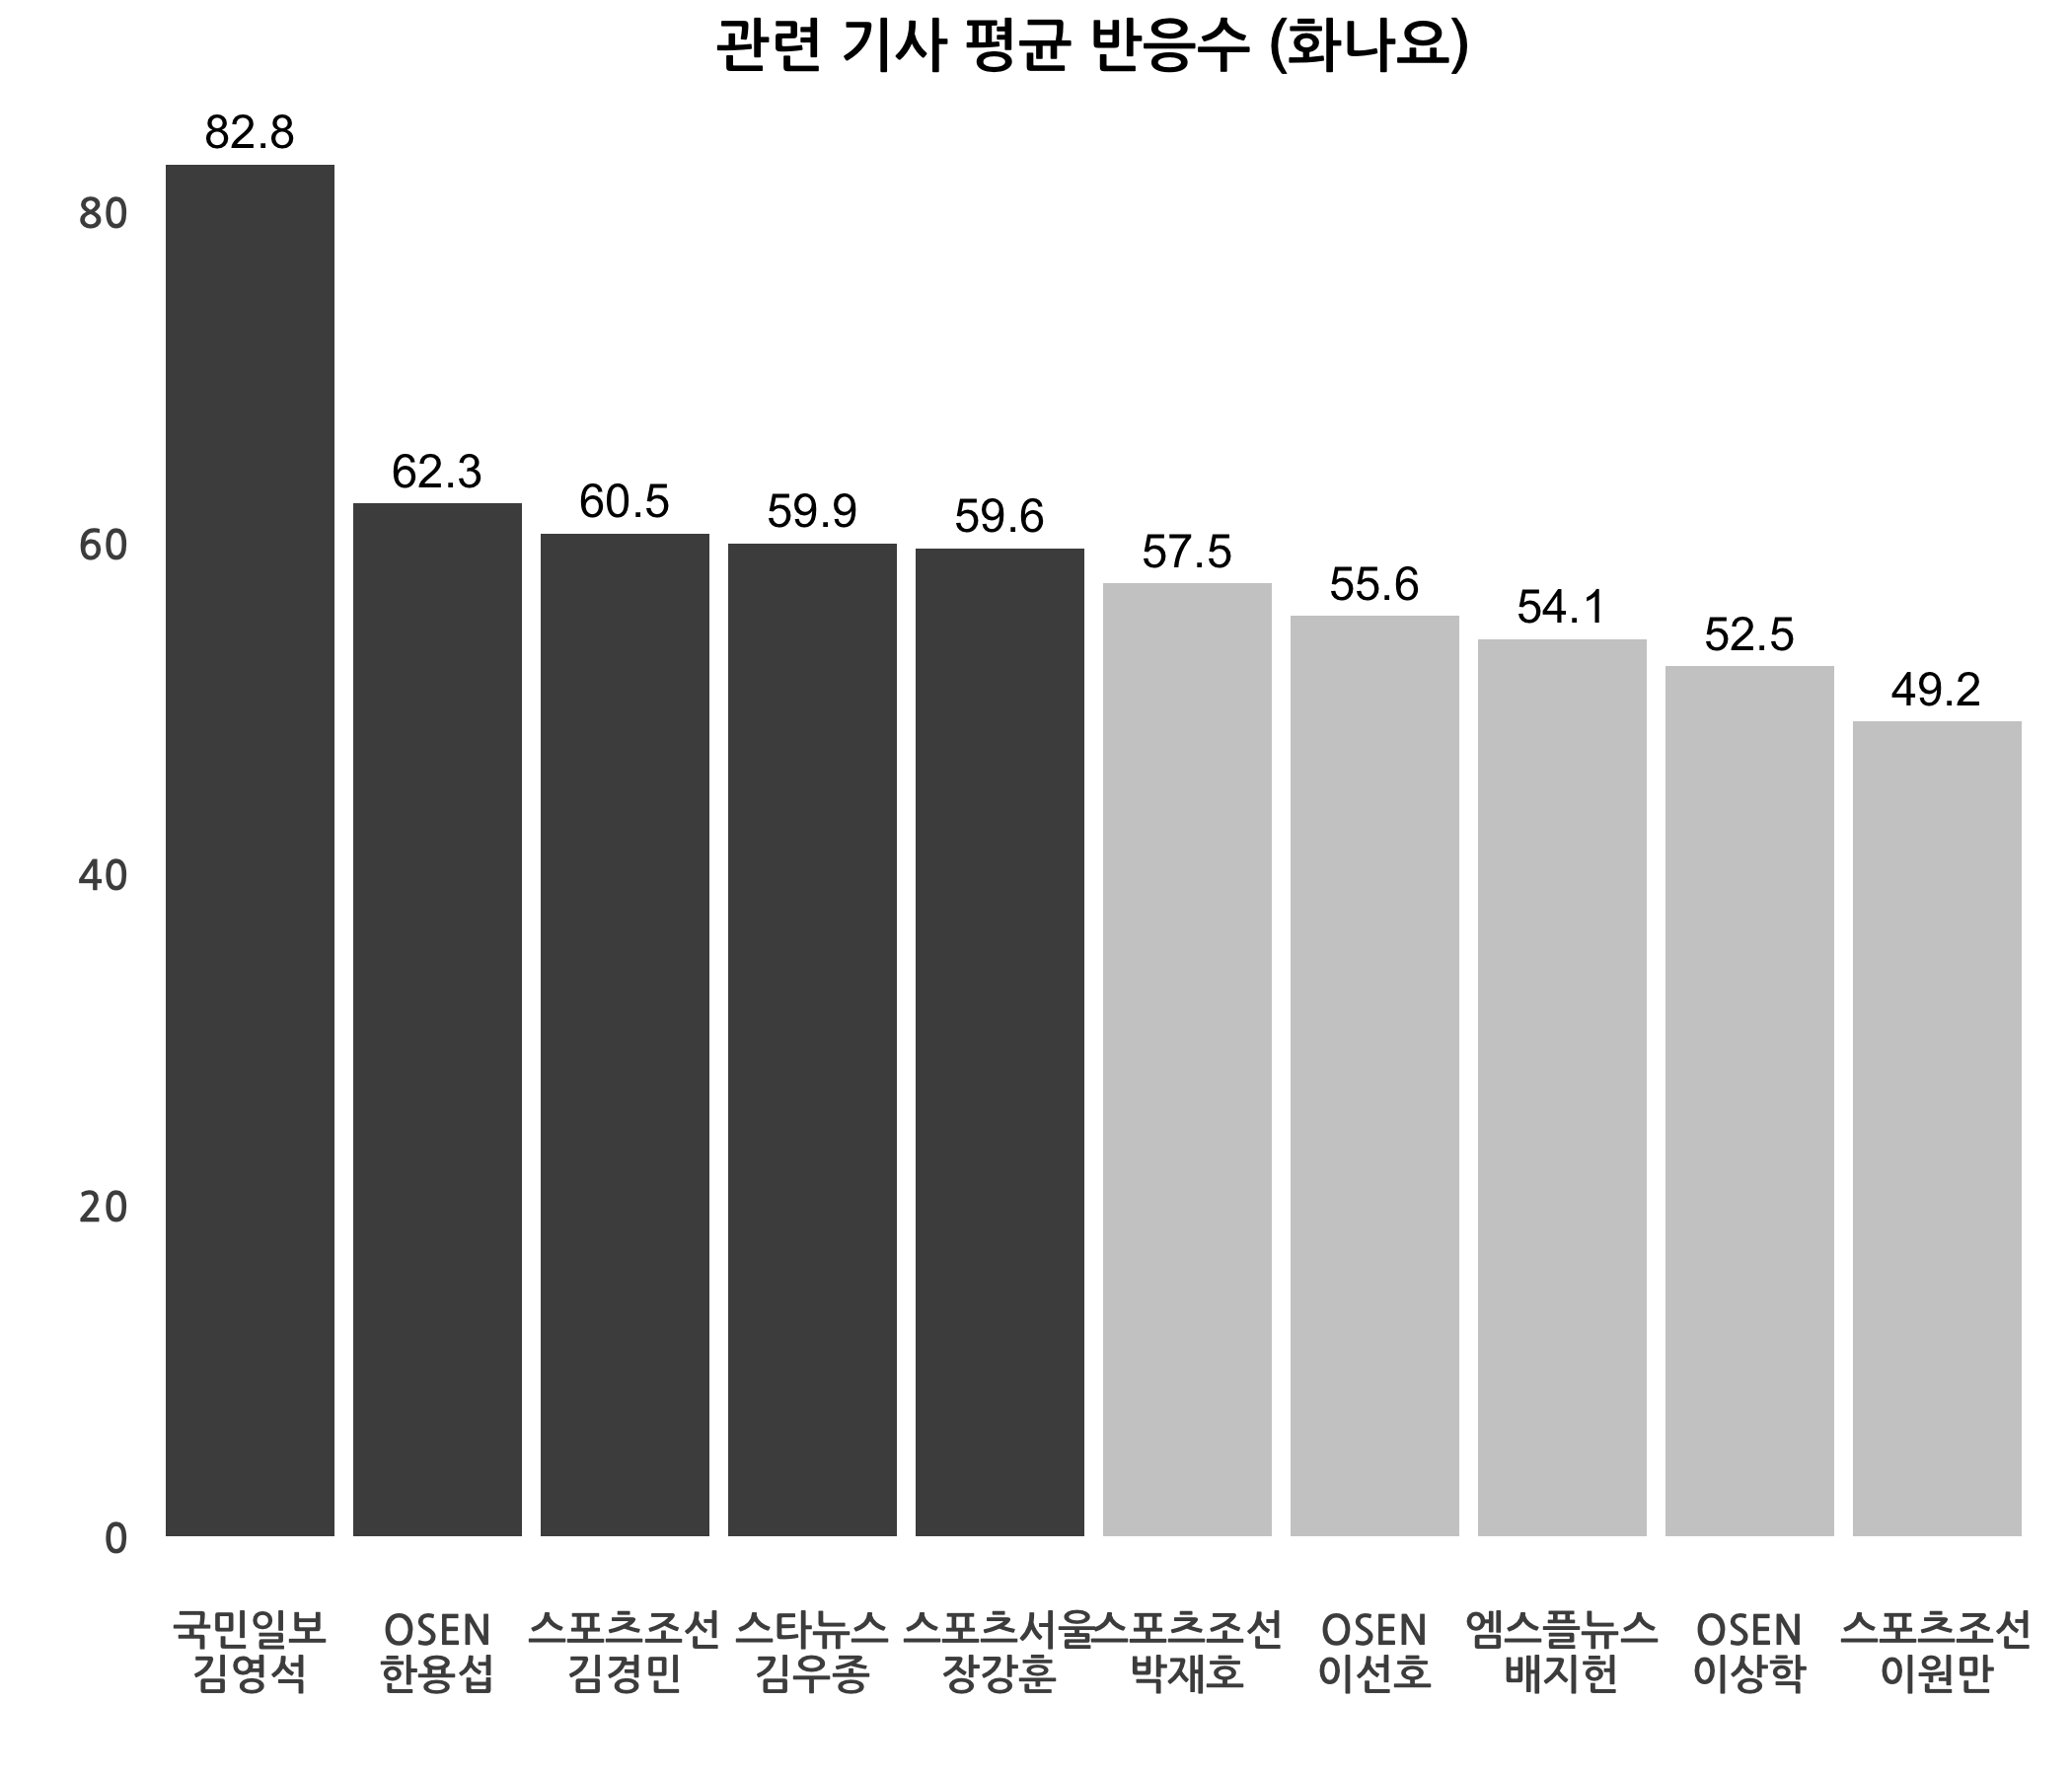 관련 기사 평균 반응수 (화나요)
82.8
62.3
60.5
59.9
59.6
57.5
55.6
54.1
52.5
49.2
80
60
40
20
0
국민일보
김영석
OSEN
한용섭
스포츠조선
김경민
스타뉴스
김우종
스포츠서울
장강훈
스포츠조선
박재호
OSEN
이선호
엠스플뉴스
배지헌
OSEN
이상학
스포츠조선
이원만